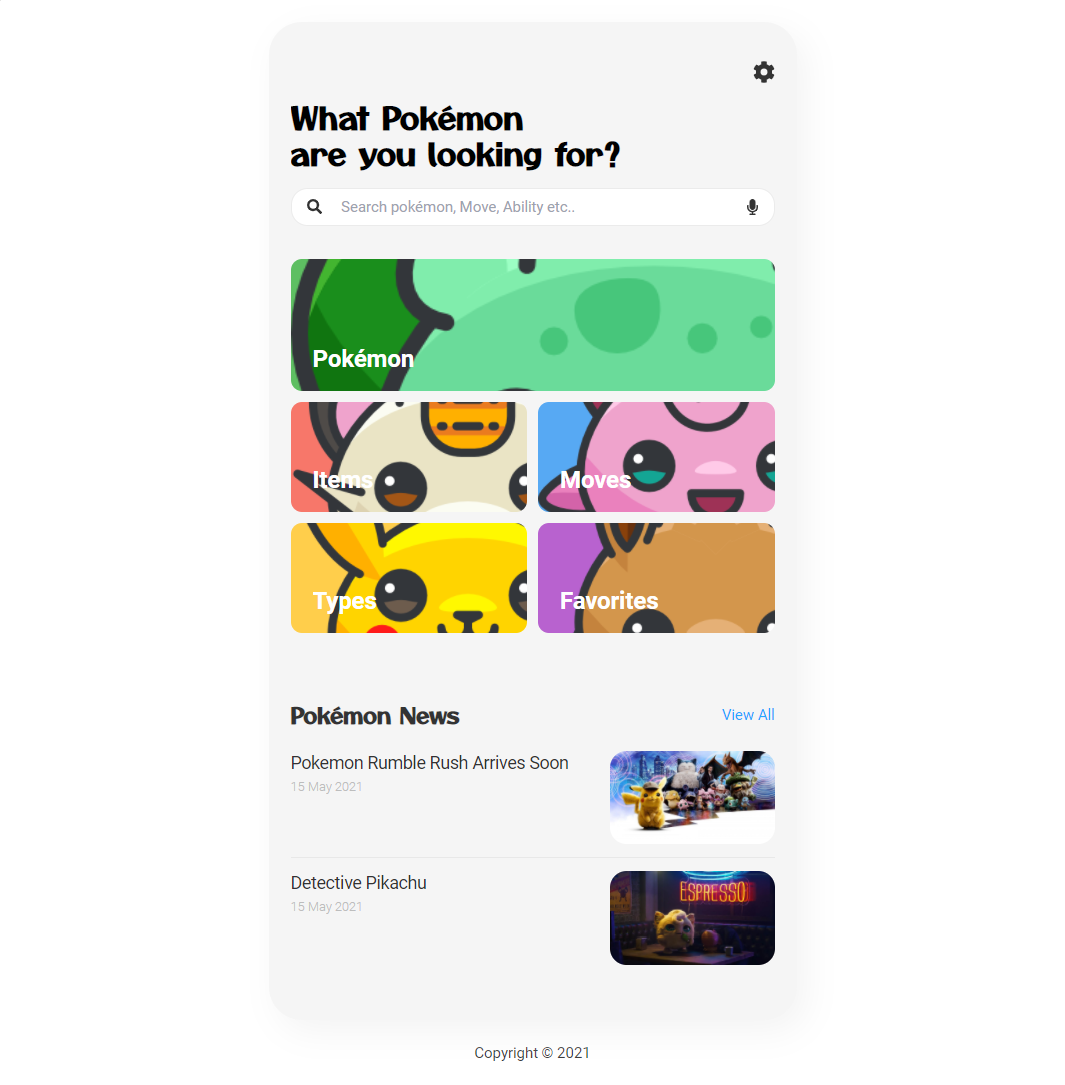 What Pokémon
are you looking for?
Search pokémon, Move, Ability etc..
Pokémon
Items
Moves
Types
Favorites
Pokémon News
View All
Pokemon Rumble Rush Arrives Soon
15 May 2021
Detective Pikachu
15 May 2021
ESPRESSO
Copyright © 2021